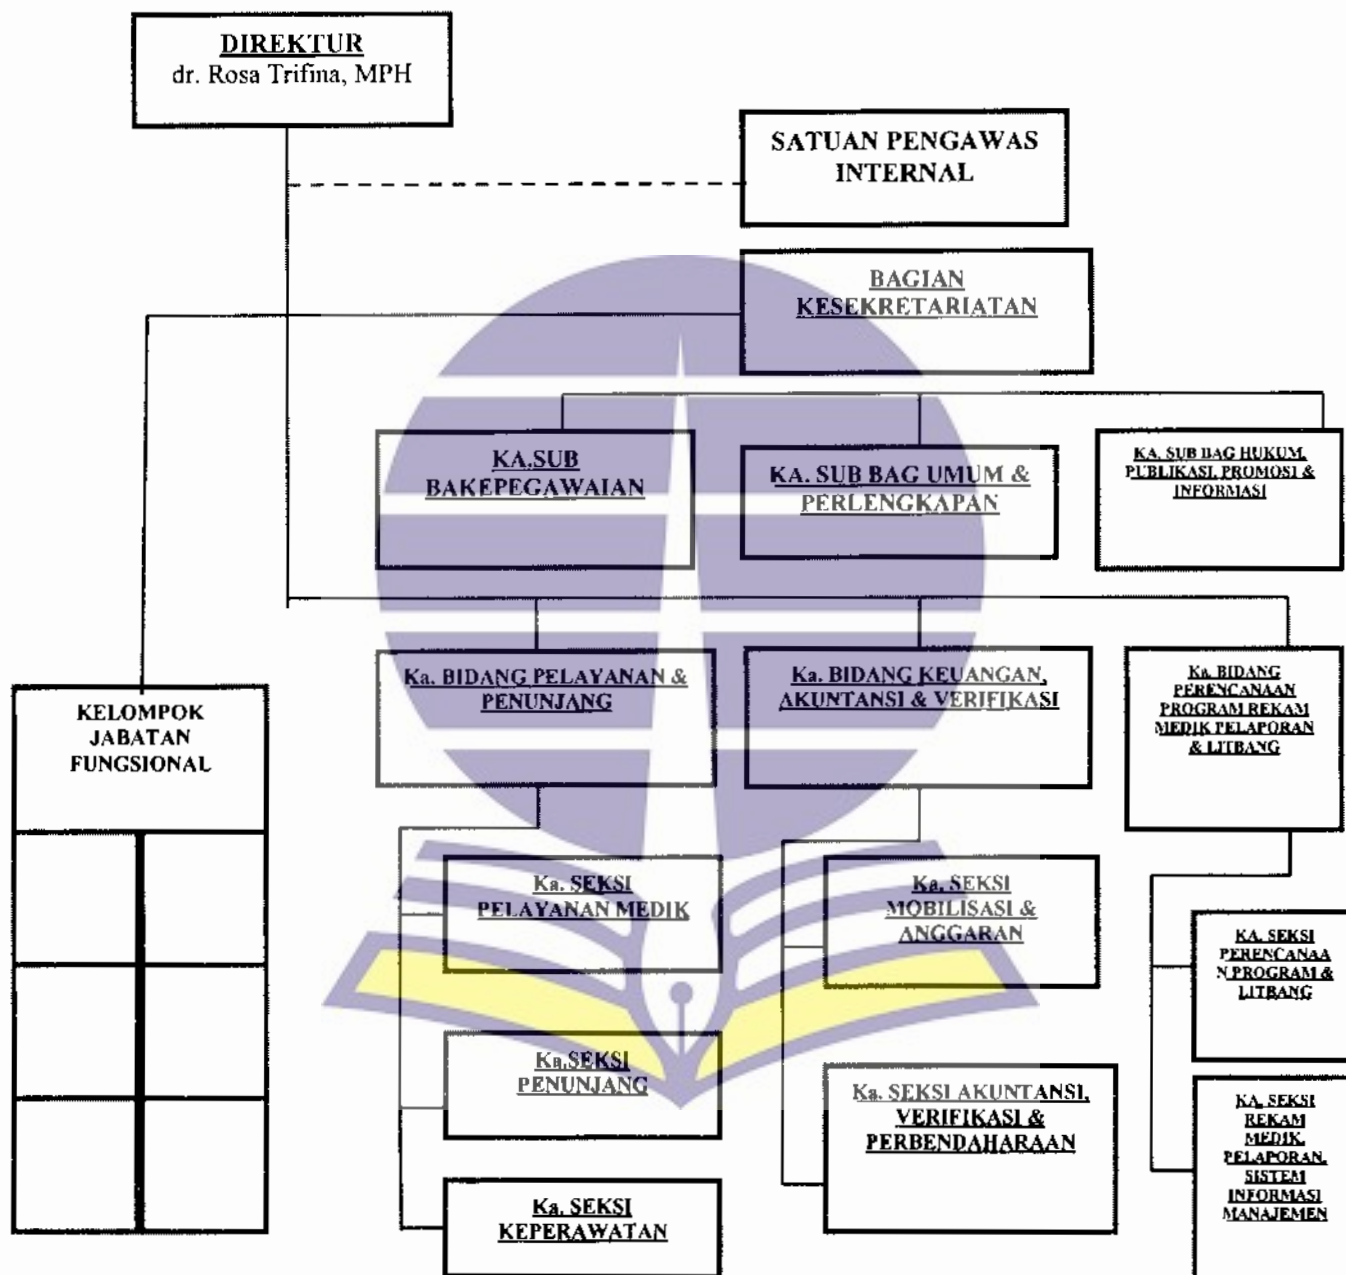 DIREKTUR
dr. Rosa Trifina, MPH
SATUAN PENGAWAS
INTERNAL
BAGIAN
KESEKRETARIATAN
KA.SUB
BAKEPEGAWAIAN
KA. SUB BAG UMUM &
PERLENGKAPAN
KA. SUB BAG HUKUM,
PUBLIKASI, PROMOSI &
INFORMASI
KELOMPOK
JABATAN
FUNGSIONAL
Ka. BIDANG PELAYANAN &
PENUNJANG
Ka. BIDANG KEUANGAN,
AKUNTANSI & VERIFIKASI
Ka. BIDANG
PERENCANAAN
PROGRAM REKAM
MEDIK PELAPORAN
& LITBANG
Ka. SEKSI
PELAYANAN MEDIK
Ka. SEKSI
MOBILISASI &
ANGGARAN
KA. SEKSI
PERENCANAA
N PROGRAM &
LITBANG
Ka.SEKSI
PENUNJANG
Ka. SEKSI AKUNTANSI,
VERIFIKASI &
PERBENDAHARAAN
KA. SEKSI
REKAM
MEDIK,
PELAPORAN,
SISTEM
INFORMASI
MANAJEMEN
Ka. SEKSI
KEPERAWATAN